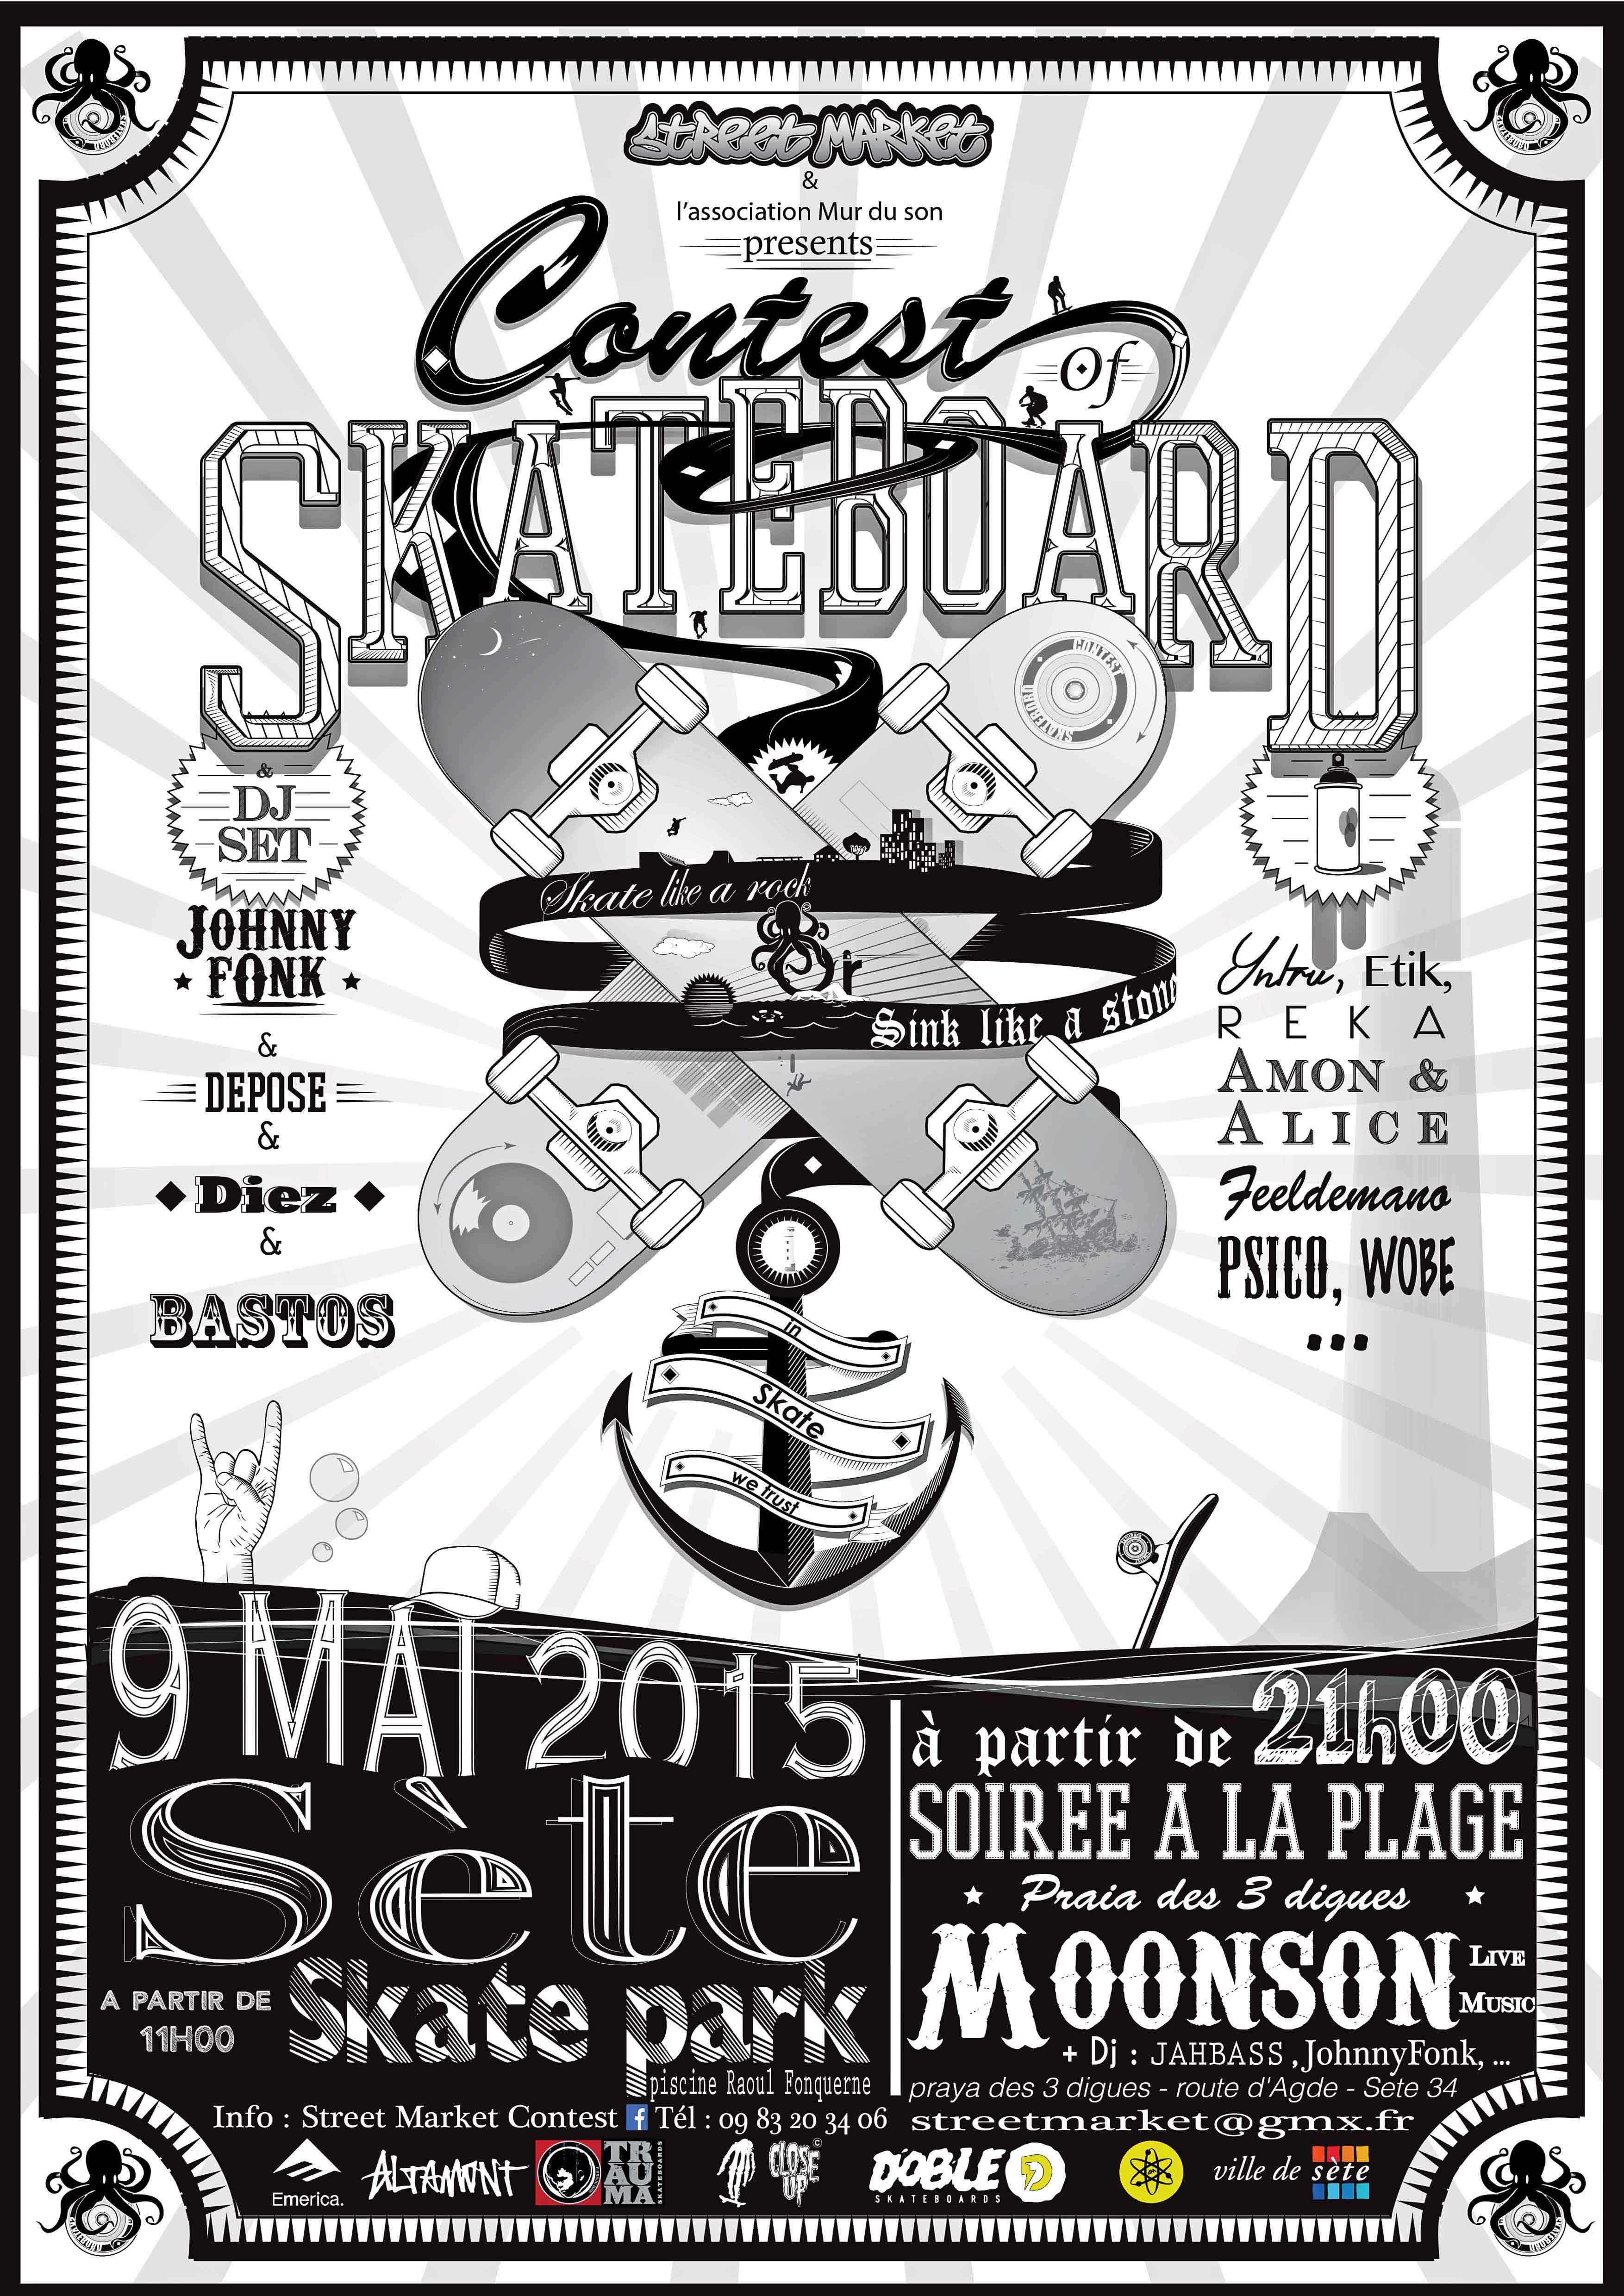 STREET MARKET
&
l'association Mur du son
presents
Contest
Of
SKATEBOARD
CONTEST
SKATEBOARD
&
DJ
SET
JOHNNY
FONK
&
DEPOSE
&
Diez
&
BASTOS
Skate like a rock
Or
Sink like a stone
Yntru, Etik,
REKA
AMON &
ALICE
Feeldemano
PSICO, WOBE
...
in
Skate
we trust
9 MAI 2015
Sète
A PARTIR DE
11H00
Skate park
piscine Raoul Fonquerne
à partir de 21h00
SOIREE A LA PLAGE
Praia des 3 digues
MOONSON
LIVE
MUSIC
+ Dj : JAHBASS , JohnnyFonk, ...
praya des 3 digues - route d'Agde - Sete 34
Info : Street Market Contest f Tél : 09 83 20 34 06 streetmarket@gmx.fr
Emerica.
ALTAMONT
TRAUMA
SKATEBOARDS
CLOSE UP ©
DOBLE
SKATEBOARDS
ville de sète